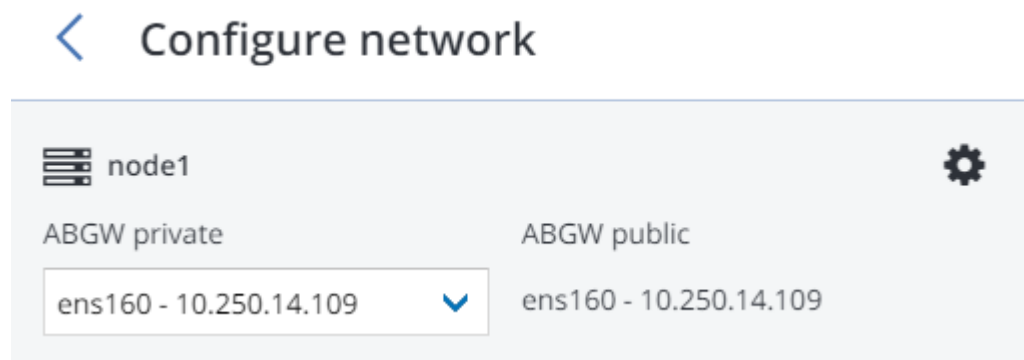 Configure network
node1
ABGW private
ABGW public
ens160 - 10.250.14.109
ens160 - 10.250.14.109